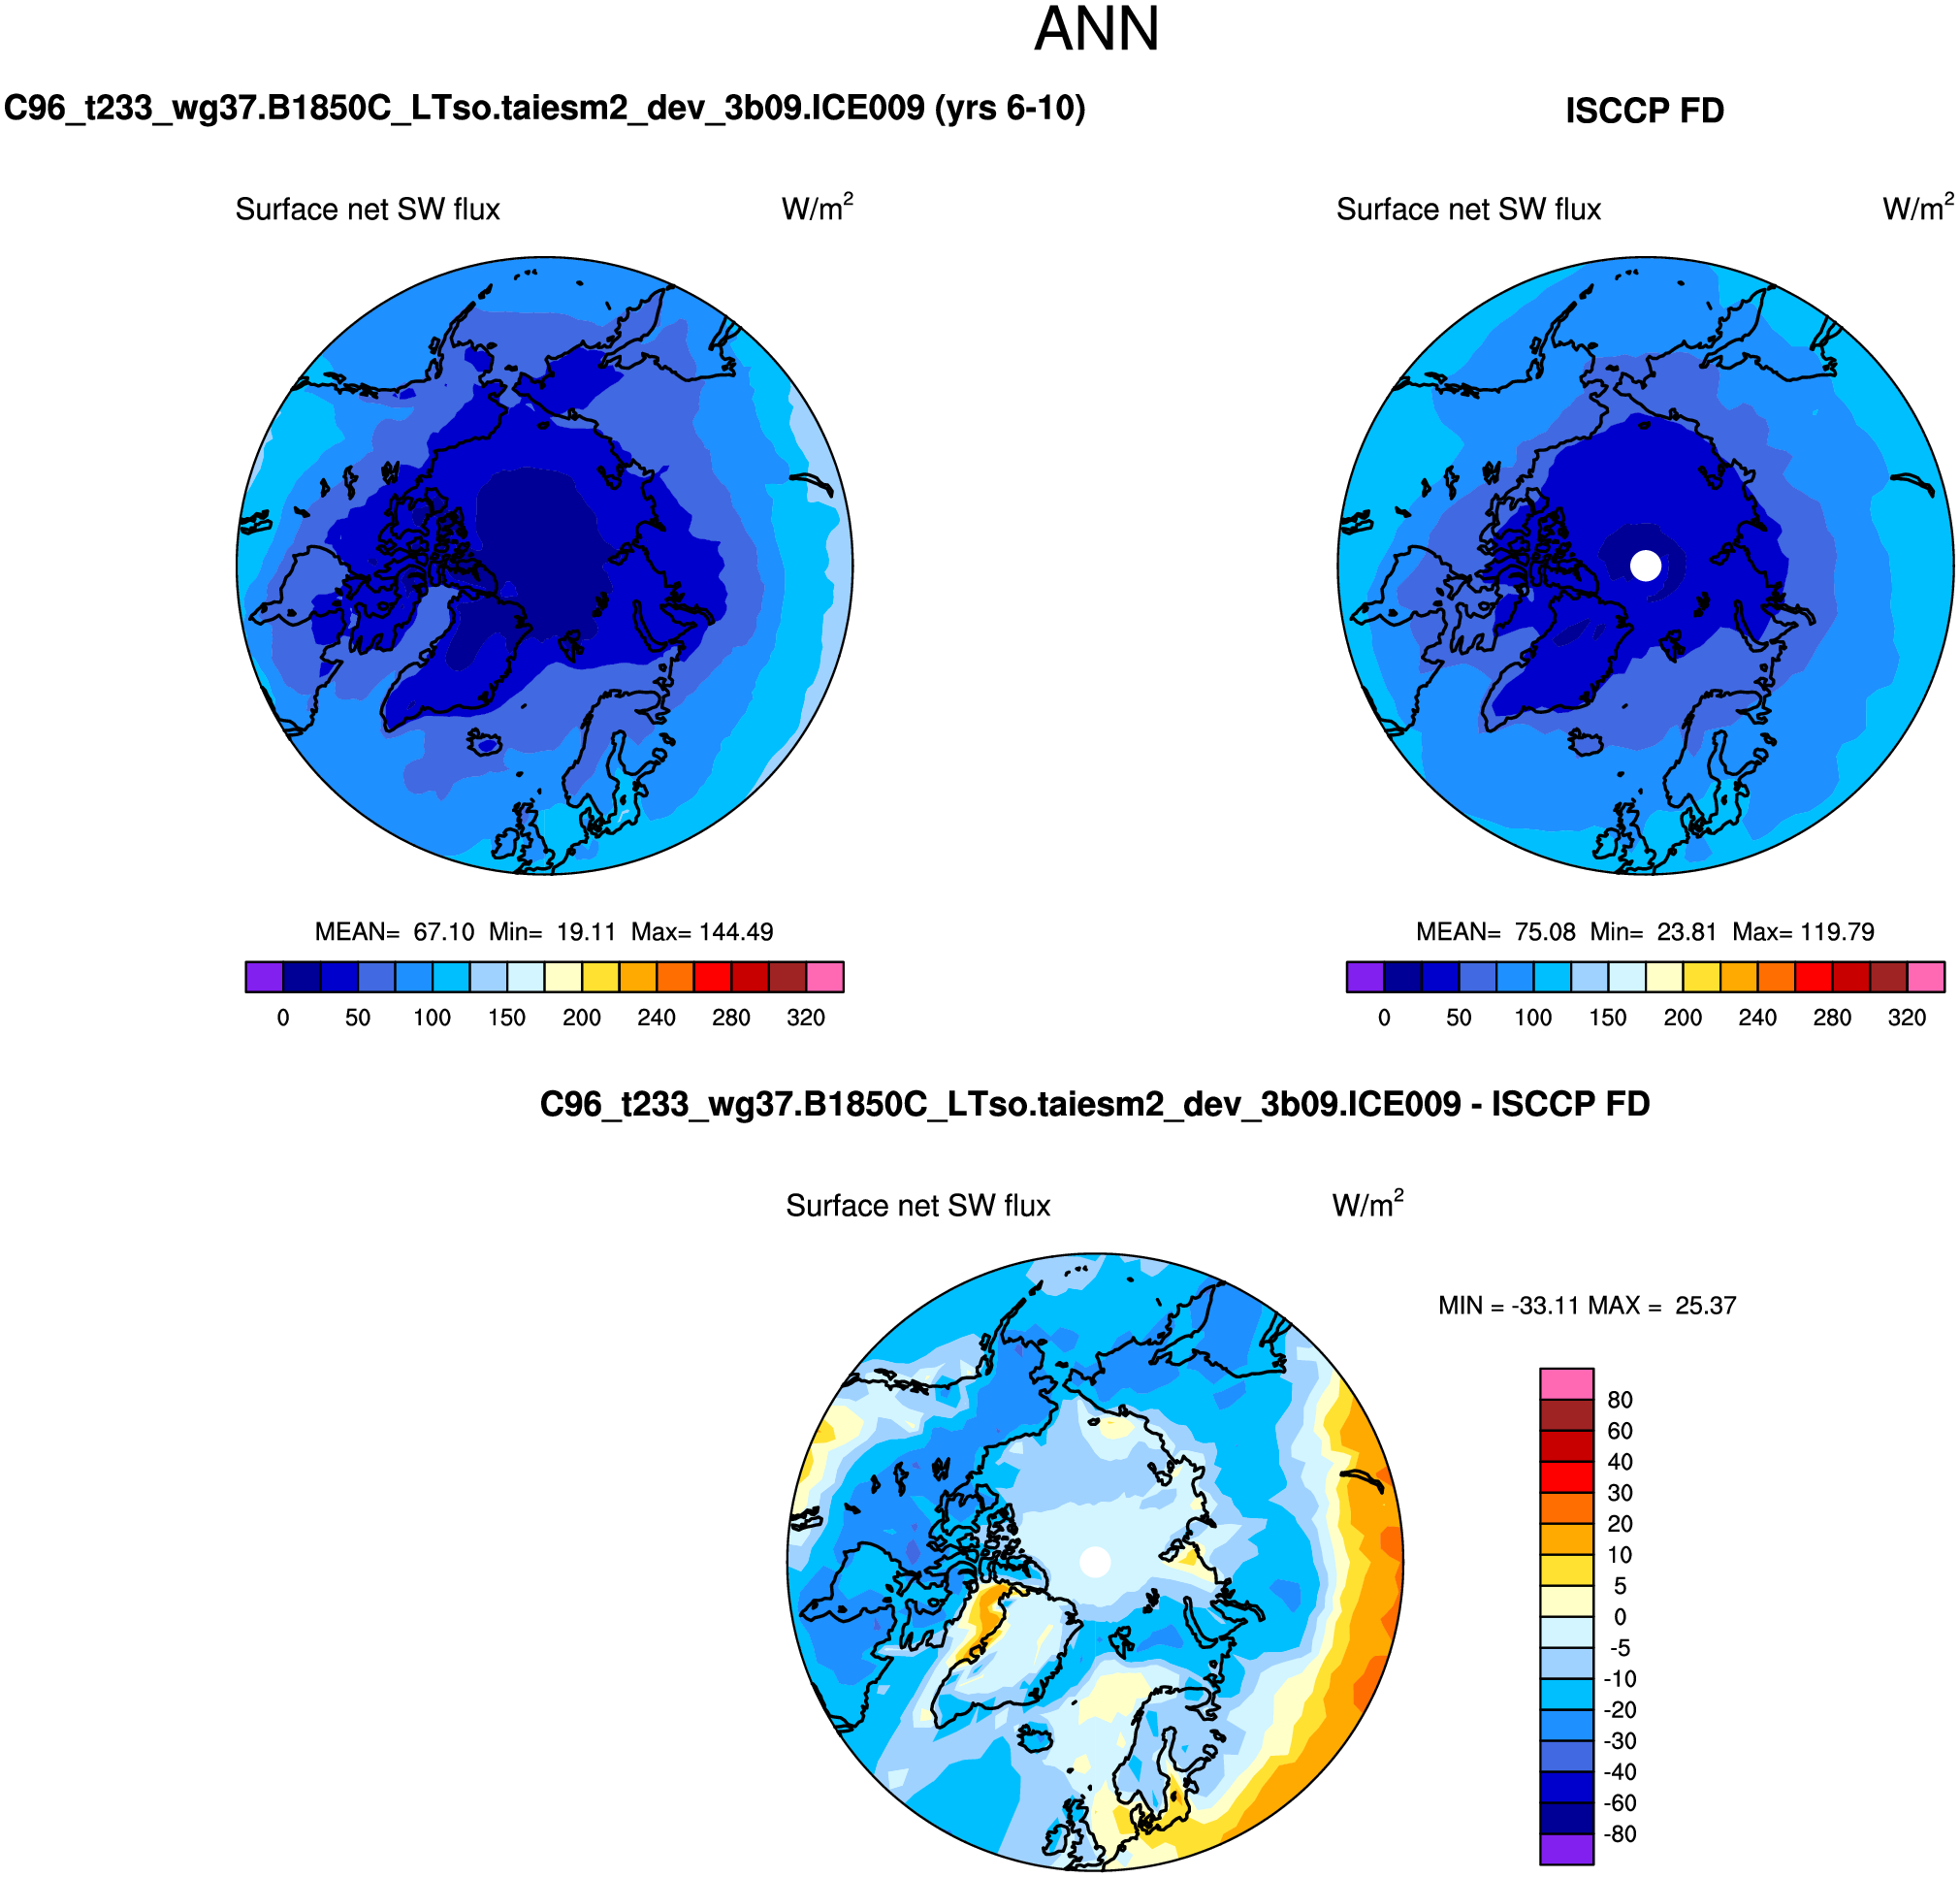 ANN
C96_t233_wg37.B1850C_LTso.taiesm2_dev_3b09.ICE009 (yrs 6-10)
ISCCP FD
Surface net SW flux W/m²
Surface net SW flux W/m²
MEAN= 67.10 Min= 19.11 Max= 144.49
MEAN= 75.08 Min= 23.81 Max= 119.79
0 50 100 150 200 240 280 320
0 50 100 150 200 240 280 320
C96_t233_wg37.B1850C_LTso.taiesm2_dev_3b09.ICE009 - ISCCP FD
Surface net SW flux W/m²
MIN = -33.11 MAX = 25.37
80
60
40
30
20
10
5
0
-5
-10
-20
-30
-40
-60
-80